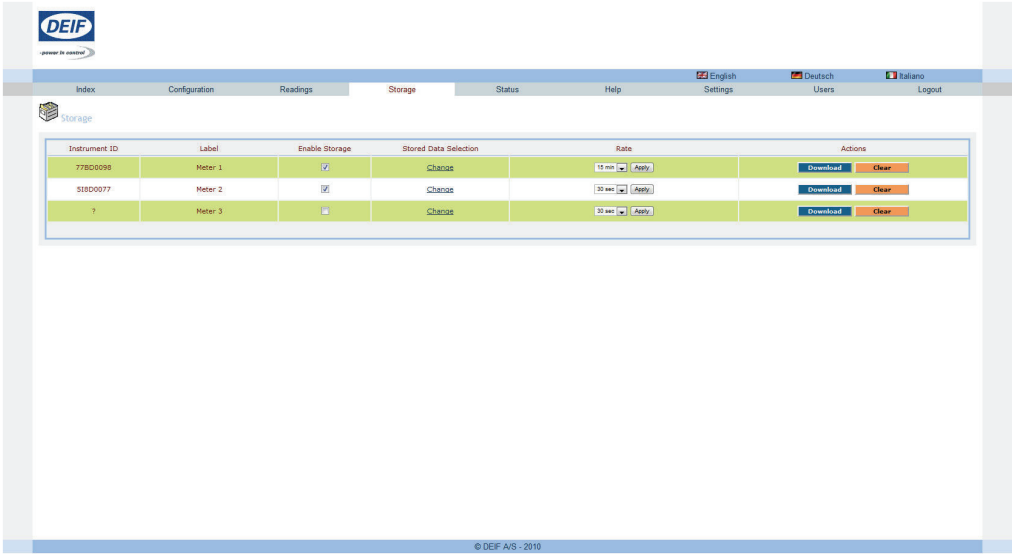 DEIF
-power in control
English Deutsch Italiano
Index Configuration Readings Storage Status Help Settings Users Logout
Storage
Instrument ID Label Enable Storage Stored Data Selection Rate Actions
77BD0098 Meter 1 Change 15 min Apply Download Clear
SI8D0077 Meter 2 Change 30 sec Apply Download Clear
? Meter 3 Change 30 sec Apply Download Clear
© DEIF A/S - 2010